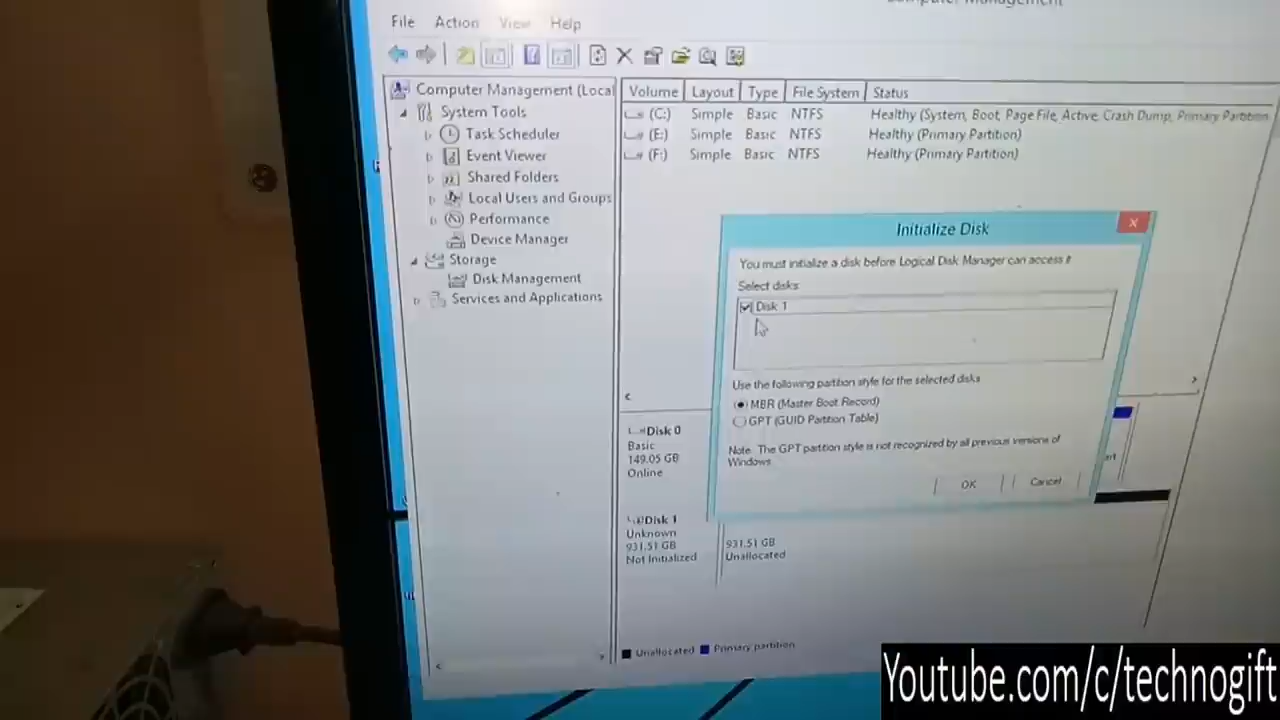 File Action View Help
Computer Management (Local
System Tools
Task Scheduler
Event Viewer
Shared Folders
Local Users and Groups
Performance
Device Manager
Storage
Disk Management
Services and Applications
Volume Layout Type File System Status
(C:) Simple Basic NTFS Healthy (System, Boot, Page File, Active, Crash Dump, Primary Partition
(E:) Simple Basic NTFS Healthy (Primary Partition)
(F:) Simple Basic NTFS Healthy (Primary Partition)
Initialize Disk
You must initialize a disk before Logical Disk Manager can access it
Select disks
Disk 1
Use the following partition style for the selected disks
MBR (Master Boot Record)
GPT (GUID Partition Table)
Note: The GPT partition style is not recognized by all previous versions of
Windows
OK Cancel
Disk 0
Basic
149.05 GB
Online
Disk 1
Unknown
931.51 GB
Not Initialized
931.51 GB
Unallocated
Unallocated Primary partition
Youtube.com/c/technogift